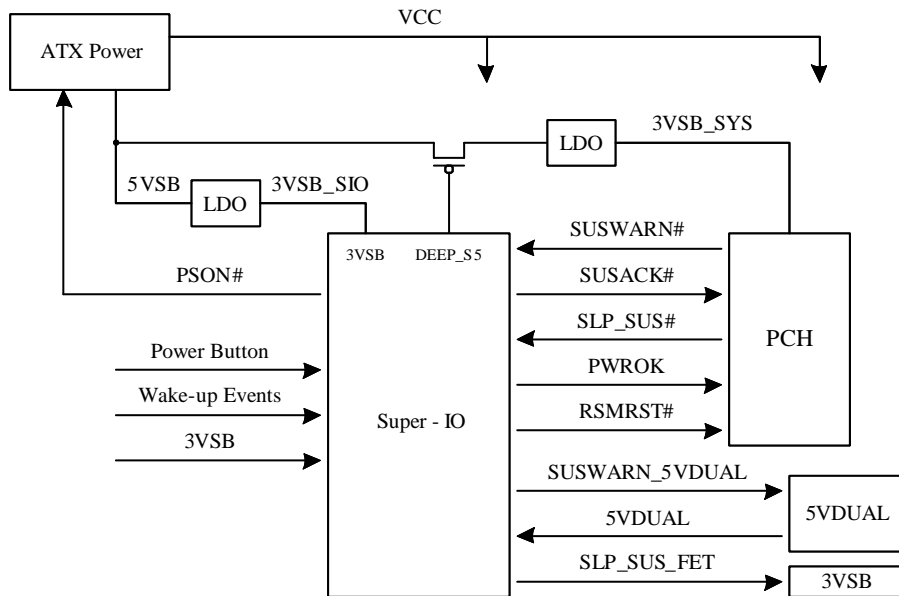 VCC
ATX Power
LDO
3VSB_SYS
5VSB
LDO
3VSB_SIO
3VSB
DEEP_S5
SUSWARN#
PSON#
SUSACK#
SLP_SUS#
PCH
Power Button
PWROK
Wake-up Events
RSMRST#
Super - IO
3VSB
SUSWARN_5VDUAL
5VDUAL
5VDUAL
SLP_SUS_FET
3VSB